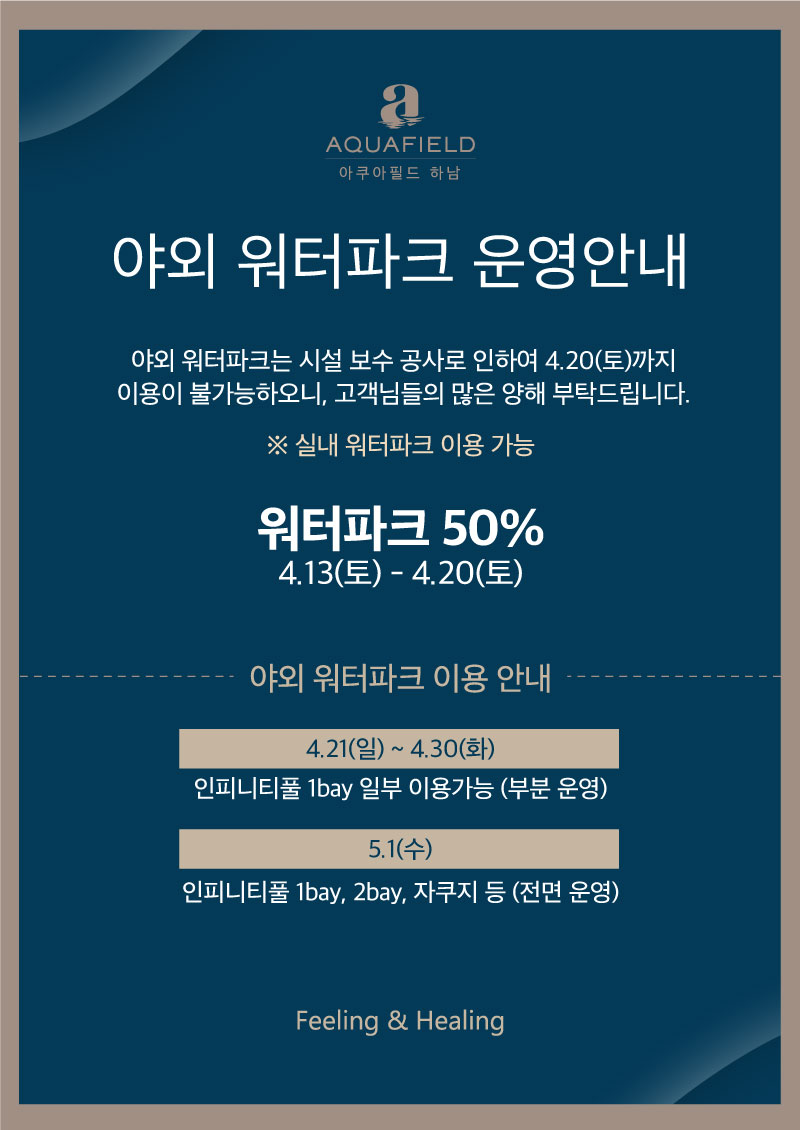 a
AQUAFIELD
아쿠아필드 하남
야외 워터파크 운영안내
야외 워터파크는 시설 보수 공사로 인하여 4.20(토)까지
이용이 불가능하오니, 고객님들의 많은 양해 부탁드립니다.
※ 실내 워터파크 이용 가능
워터파크 50%
4.13(토) - 4.20(토)
야외 워터파크 이용 안내
4.21(일) ~ 4.30(화)
인피니티풀 1bay 일부 이용가능 (부분 운영)
5.1(수)
인피니티풀 1bay, 2bay, 자쿠지 등 (전면 운영)
Feeling & Healing